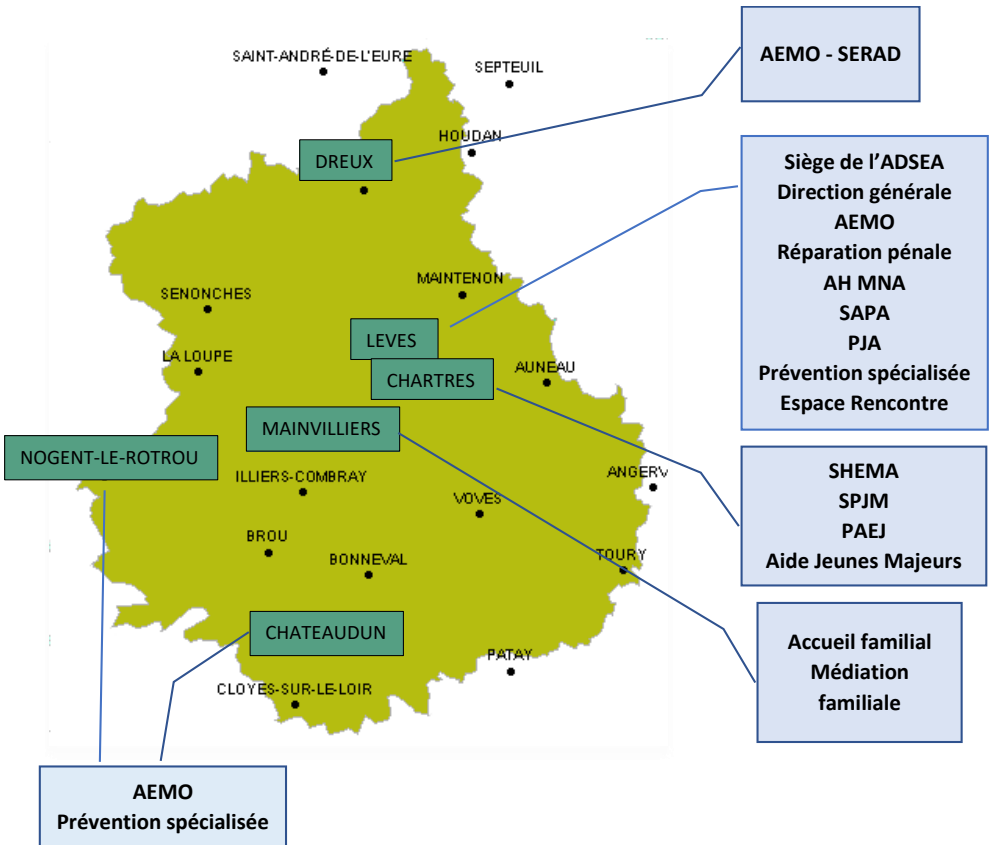 SAINT-ANDRÉ-DE-L'EURE
SEPTEUIL
HOUDAN
DREUX
MAINTENON
SENONCHES
LEVES
LA LOUPE
CHARTRES
AUNEAU
MAINVILLIERS
NOGENT-LE-ROTROU
ILLIERS-COMBRAY
ANGERV
VOVES
BROU
BONNEVAL
TOURY
CHATEAUDUN
PATAY
CLOYES-SUR-LE-LOIR
AEMO - SERAD
Siège de l'ADSEA
Direction générale
AEMO
Réparation pénale
AH MNA
SAPA
PJA
Prévention spécialisée
Espace Rencontre
SHEMA
SPJM
PAEJ
Aide Jeunes Majeurs
Accueil familial
Médiation
familiale
AEMO
Prévention spécialisée